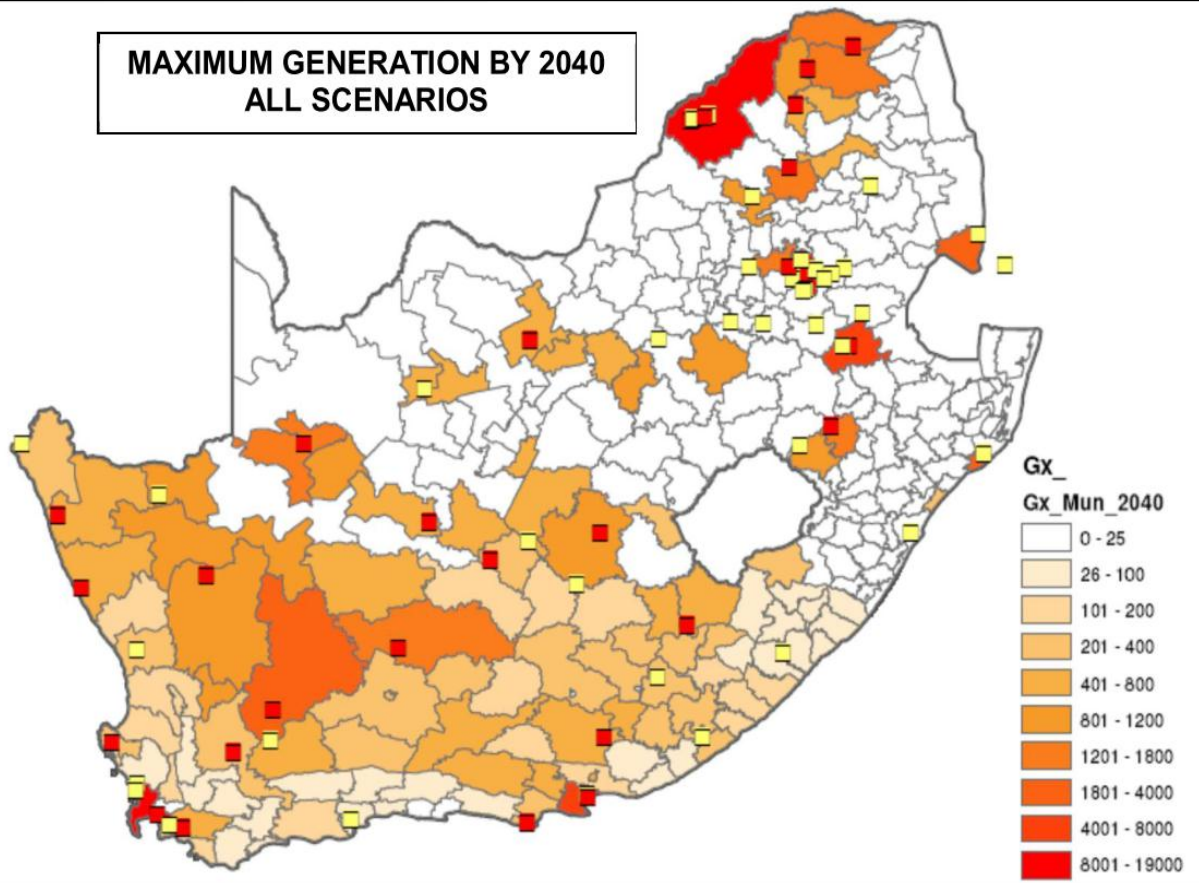 MAXIMUM GENERATION BY 2040
ALL SCENARIOS
Gx_
Gx_Mun_2040
0 - 25
26 - 100
101 - 200
201 - 400
401 - 800
801 - 1200
1201 - 1800
1801 - 4000
4001 - 8000
8001 - 19000